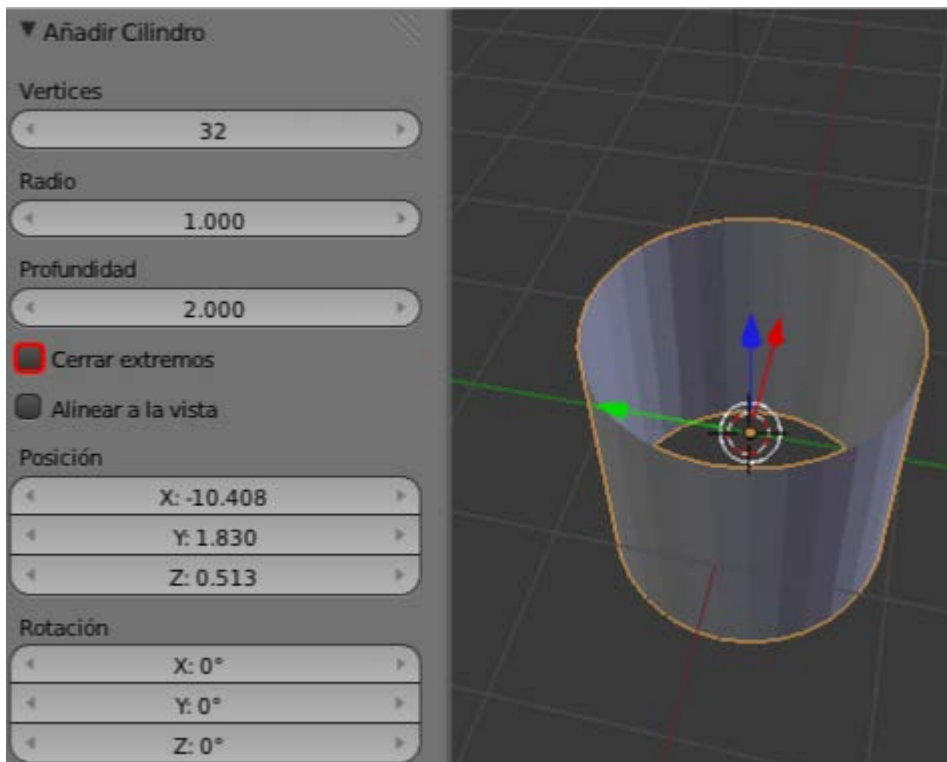 Añadir Cilindro
Vertices
32
Radio
1.000
Profundidad
2.000
Cerrar extremos
Alinear a la vista
Posición
X: -10.408
Y: 1.830
Z: 0.513
Rotación
X: 0°
Y: 0°
Z: 0°